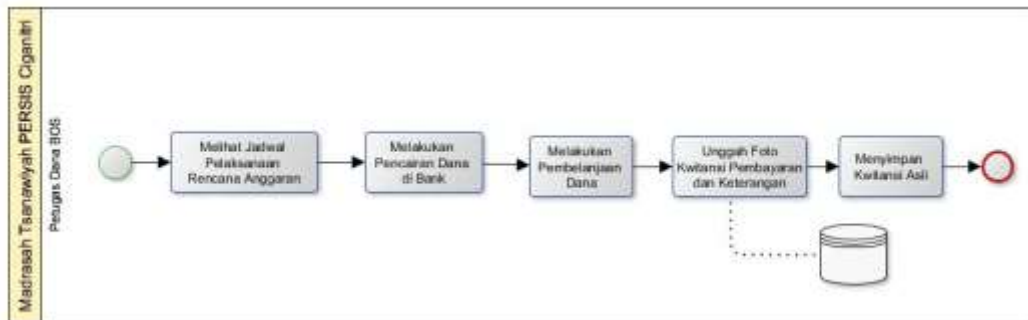 Madrasah Tsanawiyah PERSIS Ciganitri
Petugas Dana BOS
Melihat Jadwal
Pelaksanaan
Rencana Anggaran
Melakukan
Pencairan Dana
di Bank
Melakukan
Pembelanjaan
Dana
Unggah Foto
Kwitansi Pembayaran
dan Keterangan
Menyimpan
Kwitansi Asli